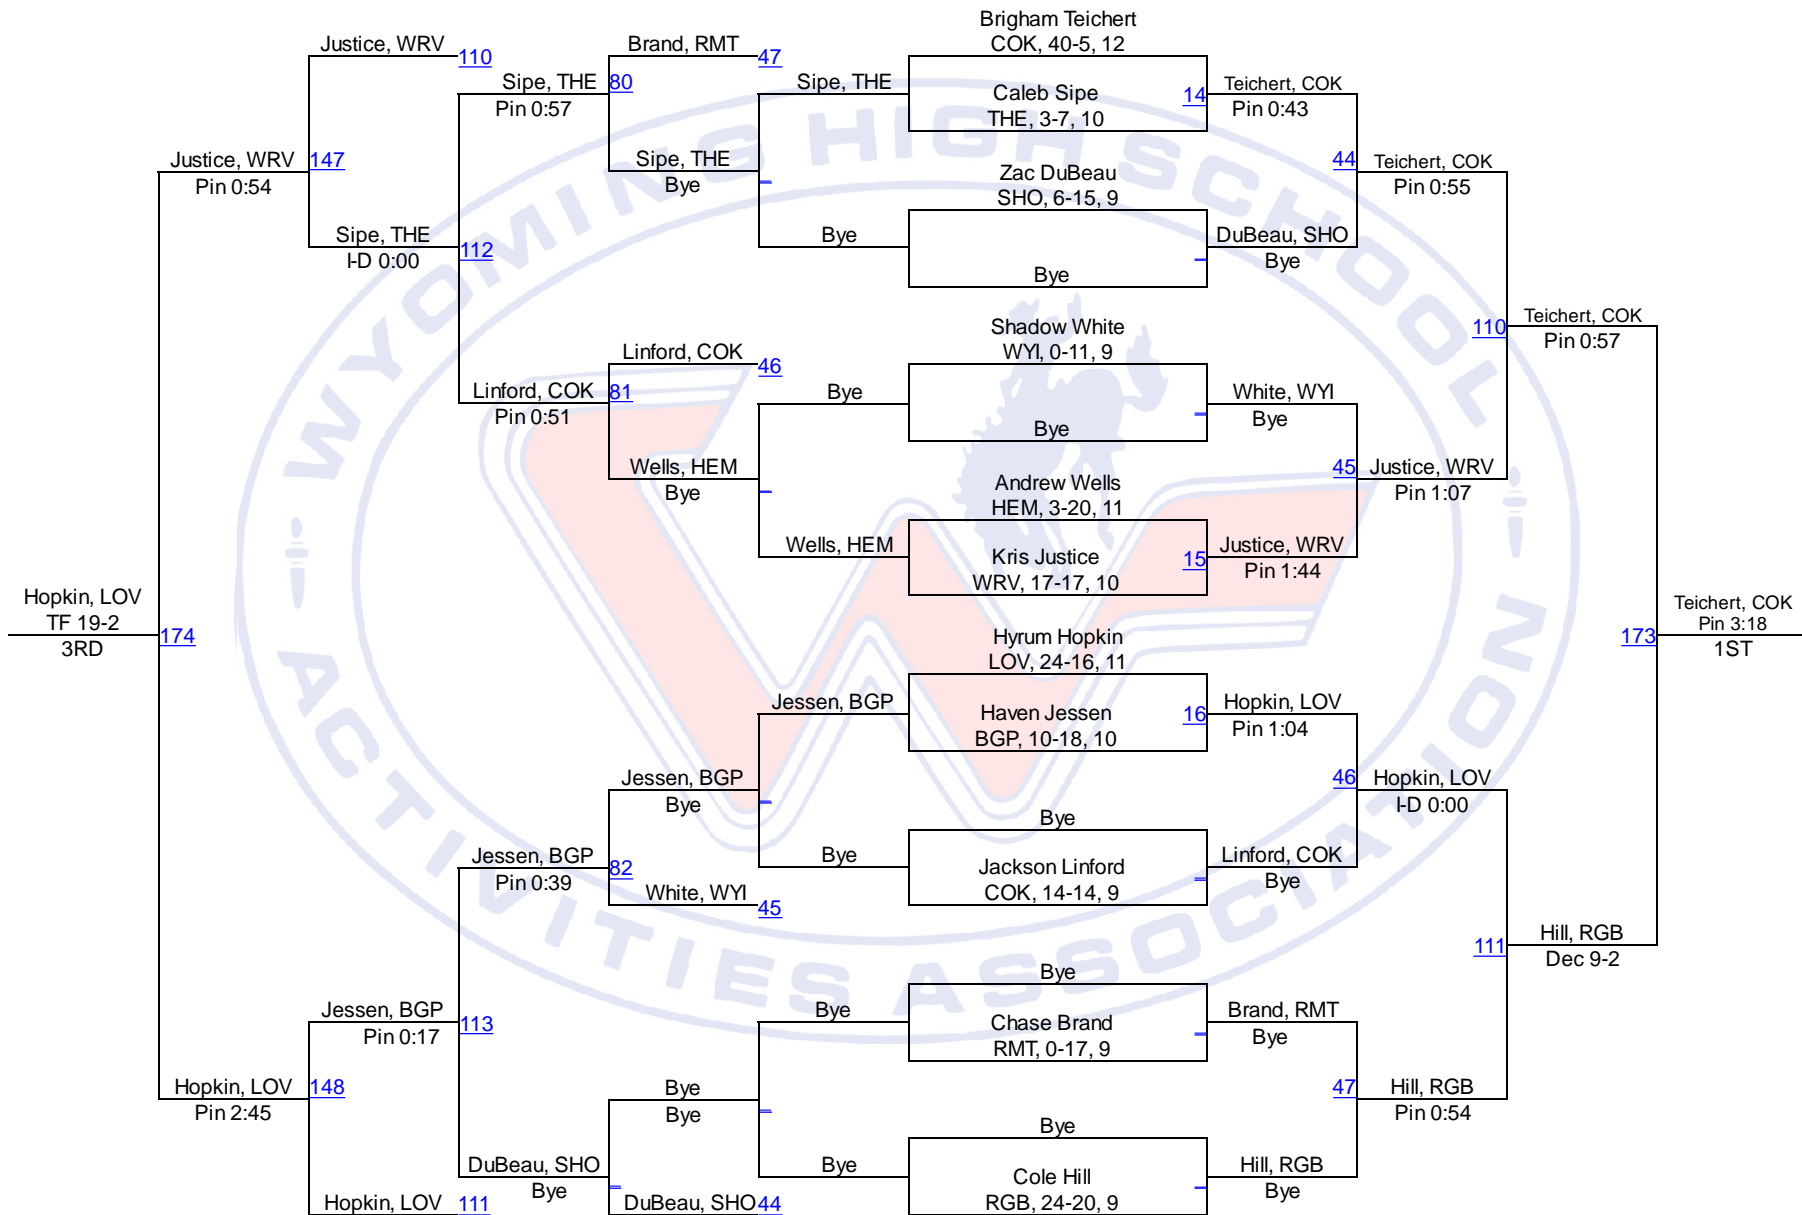 Brigham Teichert
COK, 40-5, 12
Justice, WRV
110
Brand, RMT
47
Sipe, THE
Pin 0:57
80
Sipe, THE
Caleb Sipe
THE, 3-7, 10
14
Teichert, COK
Pin 0:43
Justice, WRV
Pin 0:54
147
Sipe, THE
Bye
Zac DuBeau
SHO, 6-15, 9
44
Teichert, COK
Pin 0:55
Sipe, THE
I-D 0:00
112
Bye
Bye
DuBeau, SHO
Bye
Shadow White
WYI, 0-11, 9
110
Teichert, COK
Pin 0:57
Linford, COK
46
Linford, COK
Pin 0:51
81
Bye
Bye
White, WYI
Bye
Wells, HEM
Bye
Andrew Wells
HEM, 3-20, 11
45
Justice, WRV
Pin 1:07
Wells, HEM
Kris Justice
WRV, 17-17, 10
15
Justice, WRV
Pin 1:44
Hopkin, LOV
TF 19-2
3RD
174
Hyrum Hopkin
LOV, 24-16, 11
173
Teichert, COK
Pin 3:18
1ST
Jessen, BGP
Haven Jessen
BGP, 10-18, 10
16
Hopkin, LOV
Pin 1:04
Jessen, BGP
Bye
46
Hopkin, LOV
I-D 0:00
Bye
Jessen, BGP
Pin 0:39
82
Bye
Jackson Linford
COK, 14-14, 9
Linford, COK
Bye
White, WYI
45
111
Hill, RGB
Dec 9-2
Bye
Jessen, BGP
Pin 0:17
113
Bye
Chase Brand
RMT, 0-17, 9
Brand, RMT
Bye
Hopkin, LOV
Pin 2:45
148
Bye
Bye
47
Hill, RGB
Pin 0:54
Bye
DuBeau, SHO
Bye
Bye
Cole Hill
RGB, 24-20, 9
Hill, RGB
Bye
Hopkin, LOV
111
DuBeau, SHO
44
WYOMING HIGH SCHOOL
ACTIVITIES ASSOCIATION